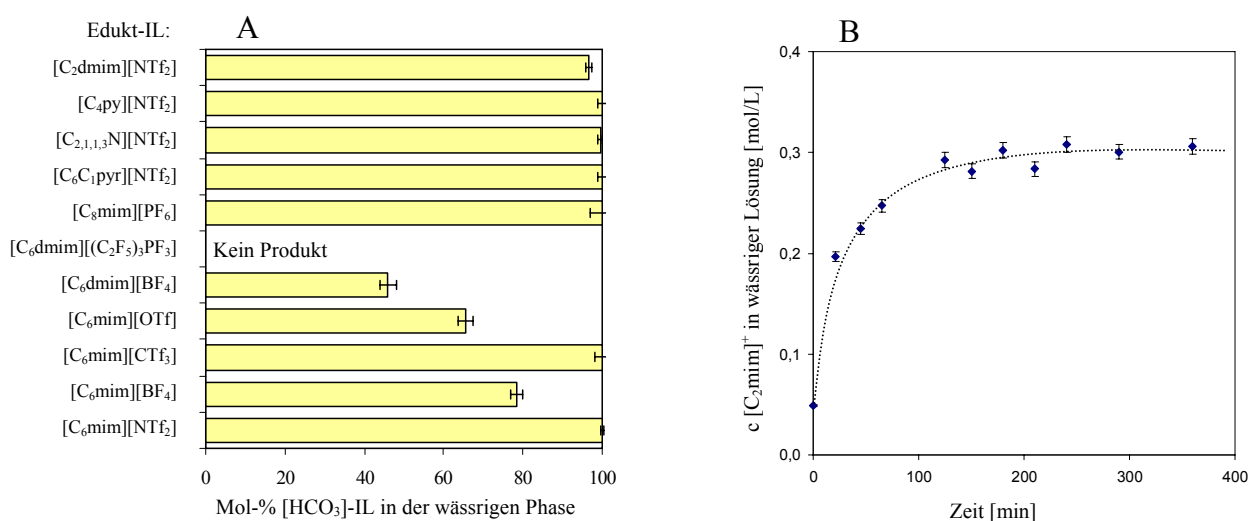 Edukt-IL:
A
[C₂dmim][NTf₂]
[C₄py][NTf₂]
[C₂,₁,₁,₃N][NTf₂]
[C₆C₁pyr][NTf₂]
[C₈mim][PF₆]
[C₆dmim][(C₂F₅)₃PF₃]
Kein Produkt
[C₆dmim][BF₄]
[C₆mim][OTf]
[C₆mim][CTf₃]
[C₆mim][BF₄]
[C₆mim][NTf₂]
0 20 40 60 80 100
Mol-% [HCO₃]-IL in der wässrigen Phase
B
c [C₂mim]⁺ in wässriger Lösung [mol/L]
0,4
0,3
0,2
0,1
0,0
0 100 200 300 400
Zeit [min]